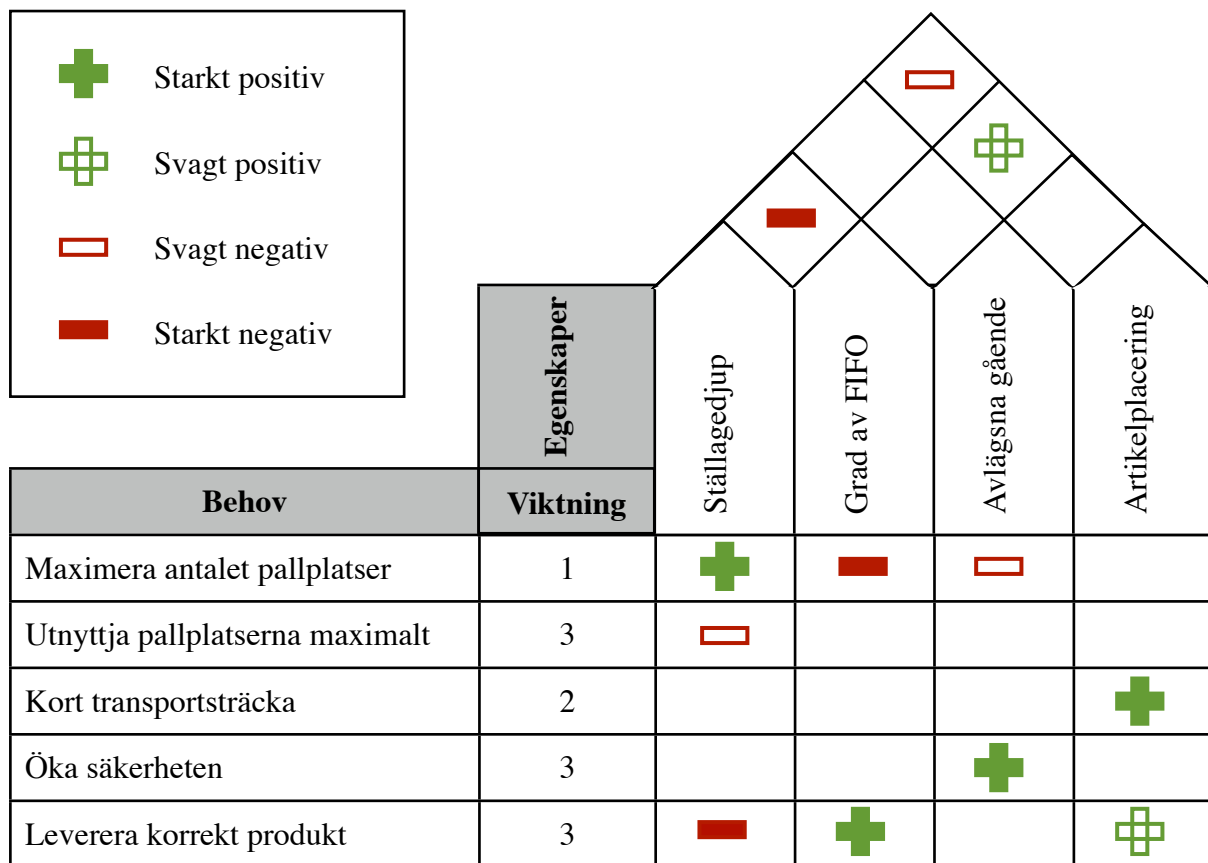 Starkt positiv
Svagt positiv
Svagt negativ
Starkt negativ
Egenskaper
Ställagedjup
Grad av FIFO
Avlägsna gående
Artikelplacering
Behov
Viktning
Maximera antalet pallplatser 1
Utnyttja pallplatserna maximalt 3
Kort transportsträcka 2
Öka säkerheten 3
Leverera korrekt produkt 3